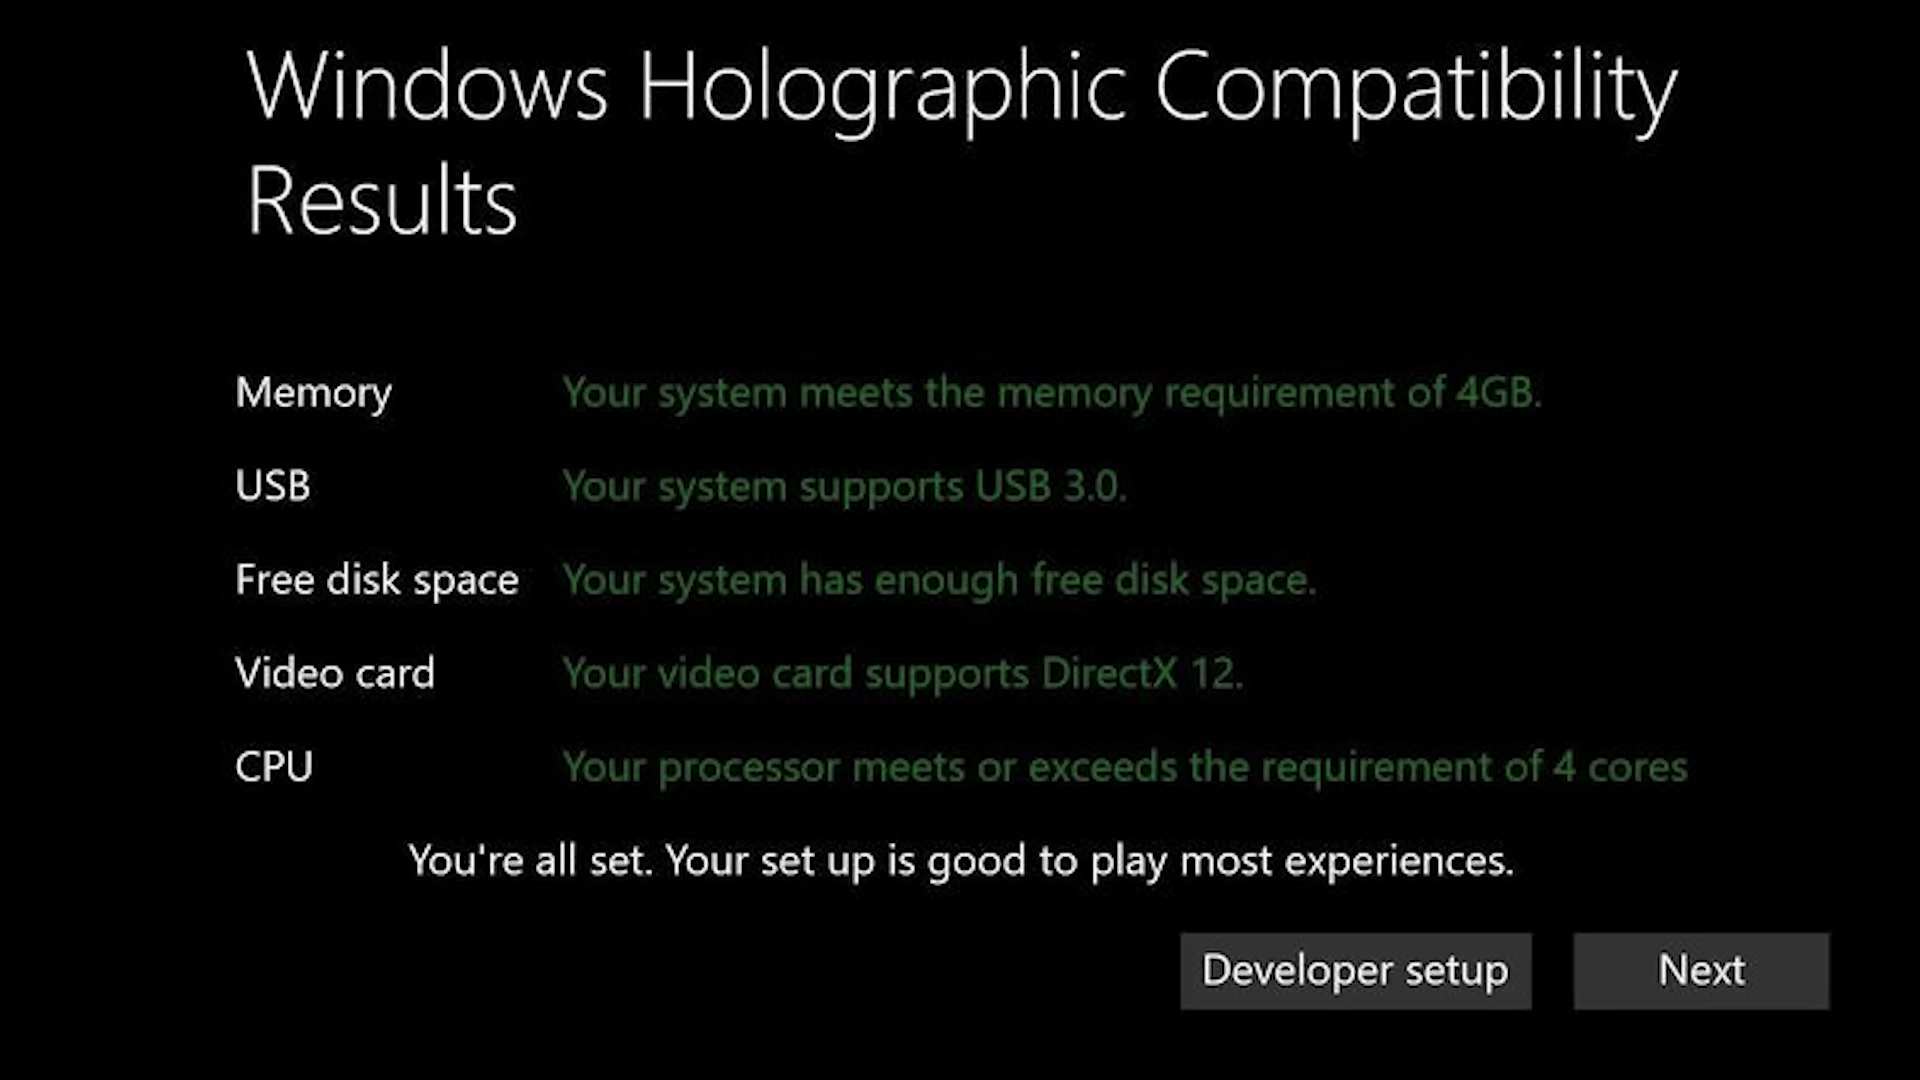 Windows Holographic Compatibility
Results
Memory Your system meets the memory requirement of 4GB.
USB Your system supports USB 3.0.
Free disk space Your system has enough free disk space.
Video card Your video card supports DirectX 12.
CPU Your processor meets or exceeds the requirement of 4 cores
You're all set. Your set up is good to play most experiences.
Developer setup Next